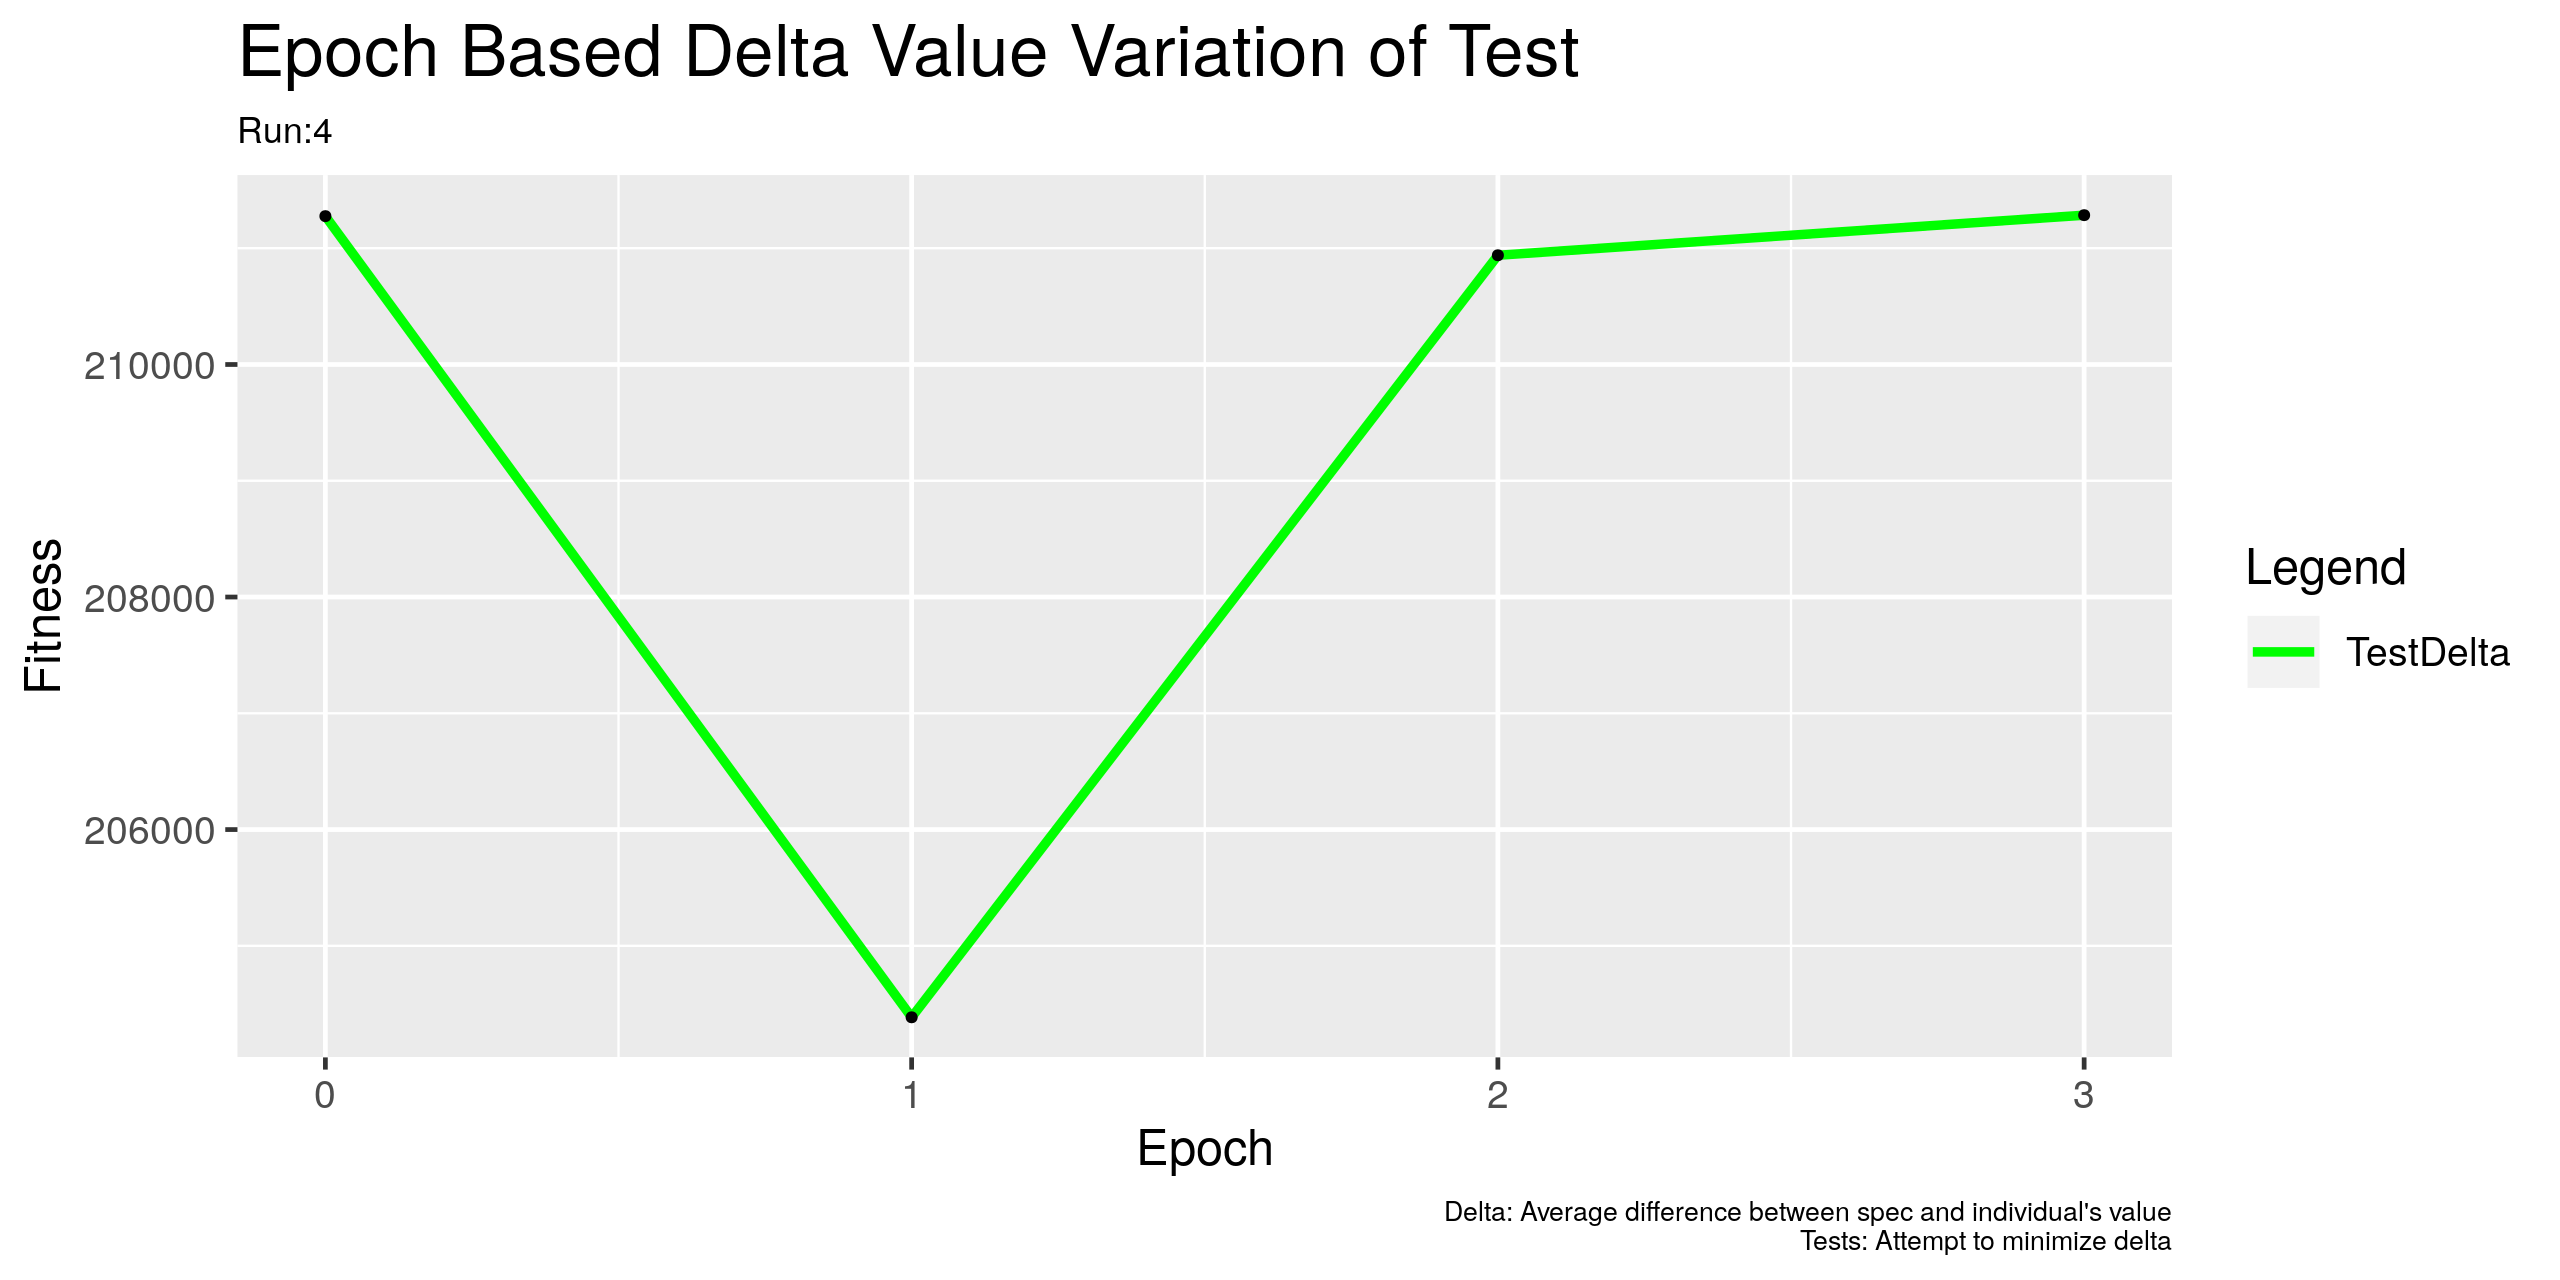 Epoch Based Delta Value Variation of Test
Run:4
210000
208000
206000
Fitness
0
1
2
3
Epoch
Legend
TestDelta
Delta: Average difference between spec and individual's value
Tests: Attempt to minimize delta